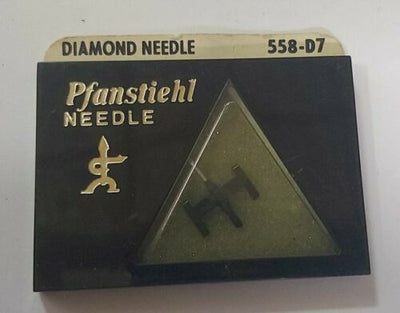 DIAMOND NEEDLE 558-D7
Pfanstiehl
NEEDLE